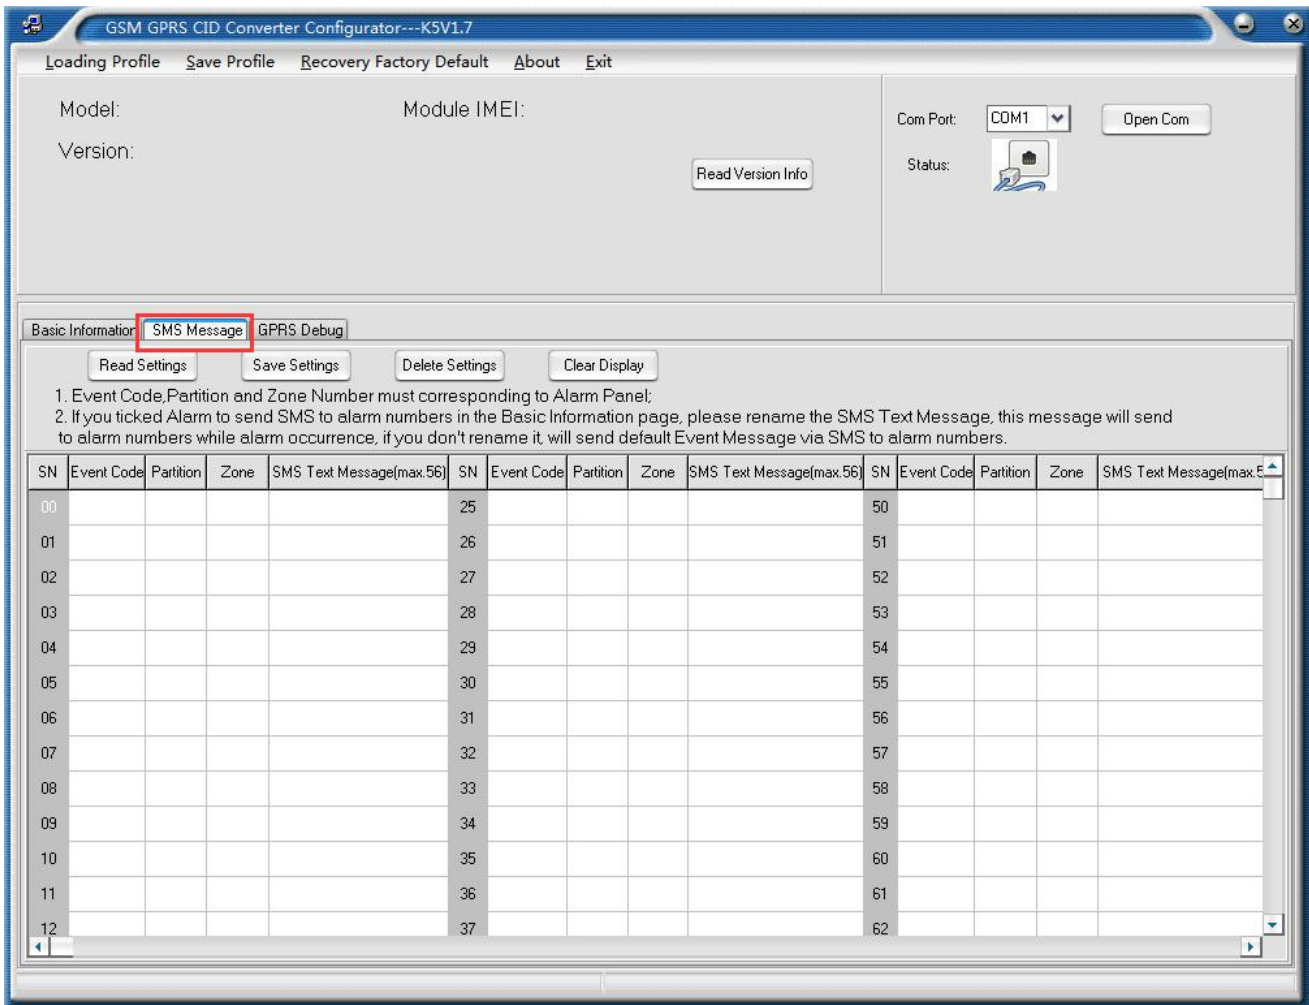 GSM GPRS CID Converter Configurator---K5V1.7
Loading Profile Save Profile Recovery Factory Default About Exit
Model: Module IMEI:
Com Port: COM1 Open Com
Version:
Status:
Read Version Info
Basic Information SMS Message GPRS Debug
Read Settings Save Settings Delete Settings Clear Display
1. Event Code,Partition and Zone Number must corresponding to Alarm Panel;
2. If you ticked Alarm to send SMS to alarm numbers in the Basic Information page, please rename the SMS Text Message, this message will send
to alarm numbers while alarm occurrence, if you don't rename it, will send default Event Message via SMS to alarm numbers.
SN Event Code Partition Zone SMS Text Message(max.56) SN Event Code Partition Zone SMS Text Message(max.56) SN Event Code Partition Zone SMS Text Message(max.5
00 25 50
01 26 51
02 27 52
03 28 53
04 29 54
05 30 55
06 31 56
07 32 57
08 33 58
09 34 59
10 35 60
11 36 61
12 37 62